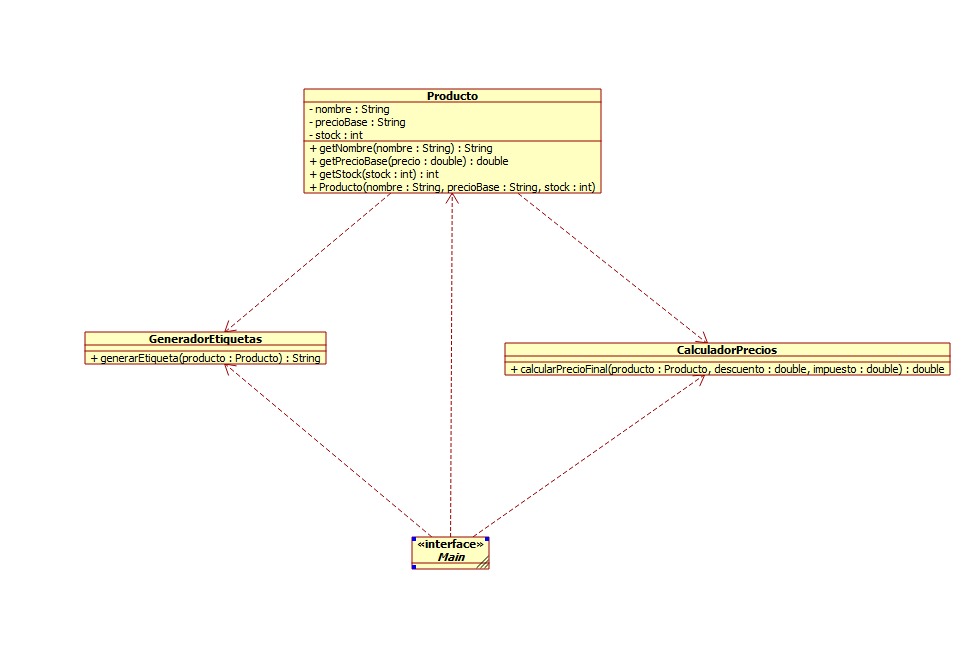 Producto
- nombre : String
- precioBase : String
- stock : int
+ getNombre(nombre : String) : String
+ getPrecioBase(precio : double) : double
+ getStock(stock : int) : int
+ Producto(nombre : String, precioBase : String, stock : int)
GeneradorEtiquetas
+ generarEtiqueta(producto : Producto) : String
CalculadorPrecios
+ calcularPrecioFinal(producto : Producto, descuento : double, impuesto : double) : double
«interface»
Main